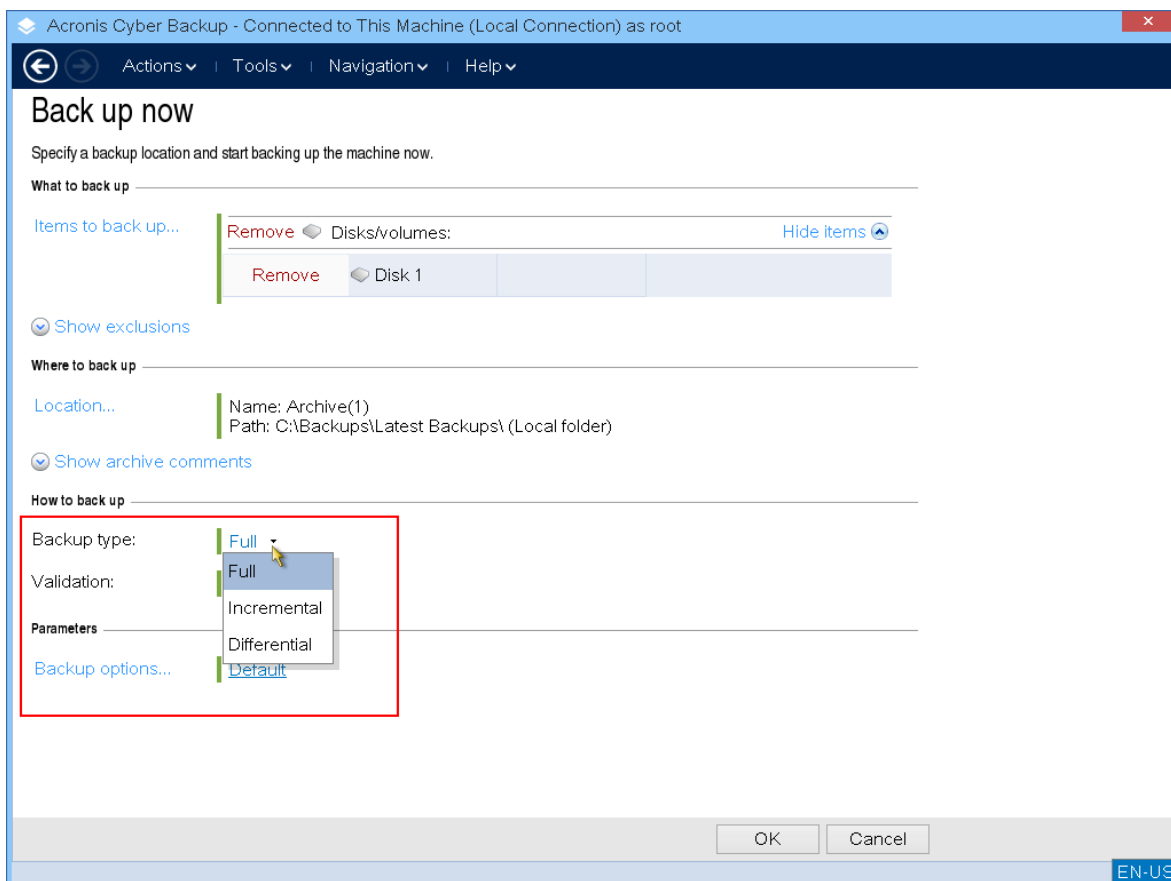 Acronis Cyber Backup - Connected to This Machine (Local Connection) as root
Actions Tools Navigation Help
Back up now
Specify a backup location and start backing up the machine now.
What to back up
Items to back up... Remove Disks/volumes: Hide items
Remove Disk 1
Show exclusions
Where to back up
Location... Name: Archive(1)
Path: C:\Backups\Latest Backups\ (Local folder)
Show archive comments
How to back up
Backup type: Full
Full
Validation:
Incremental
Parameters
Differential
Backup options... Default
OK Cancel
EN-US